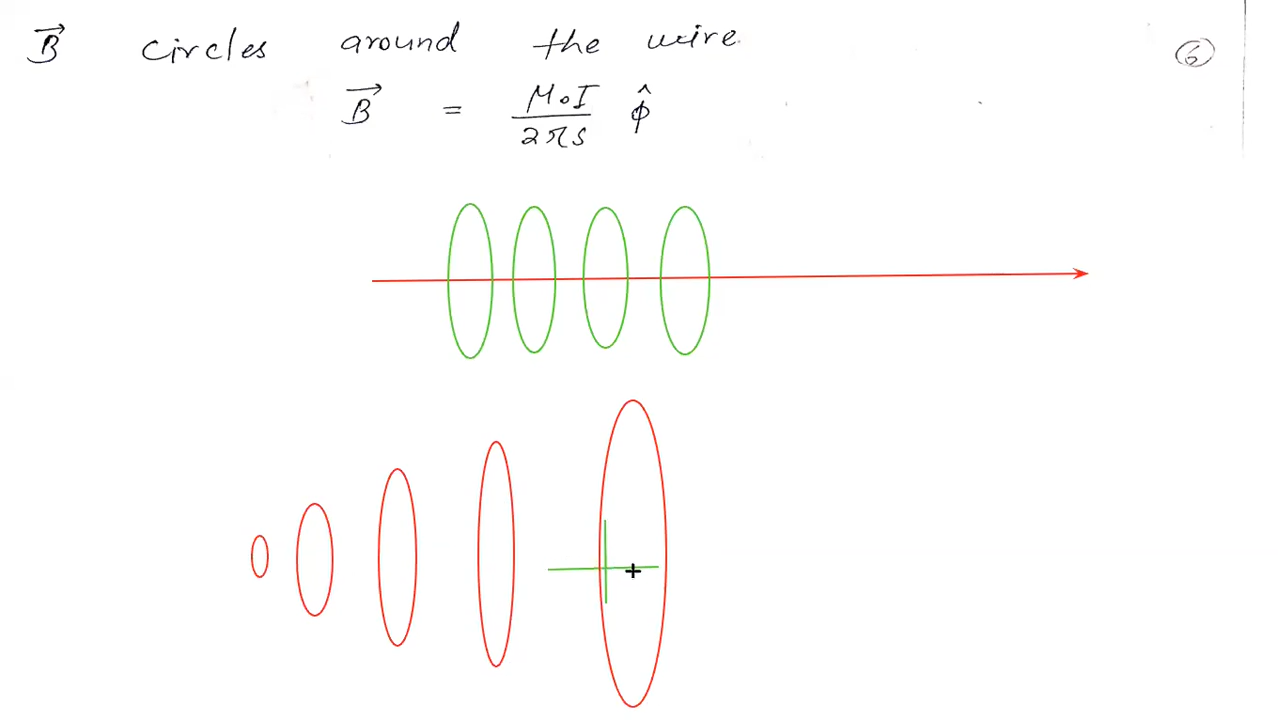 B⃗ circles around the wire.
6
B⃗ = μ₀I / 2πs φ̂